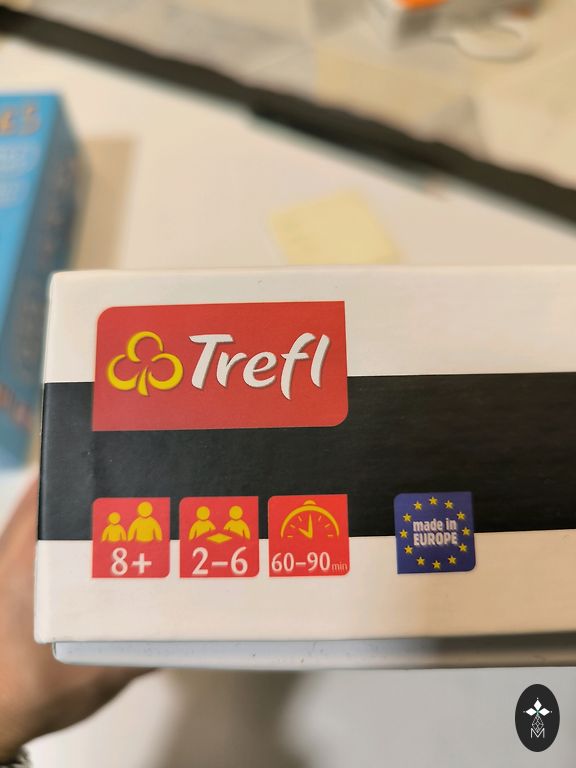 Trefl
8+
2–6
60–90 min
made in
EUROPE
M